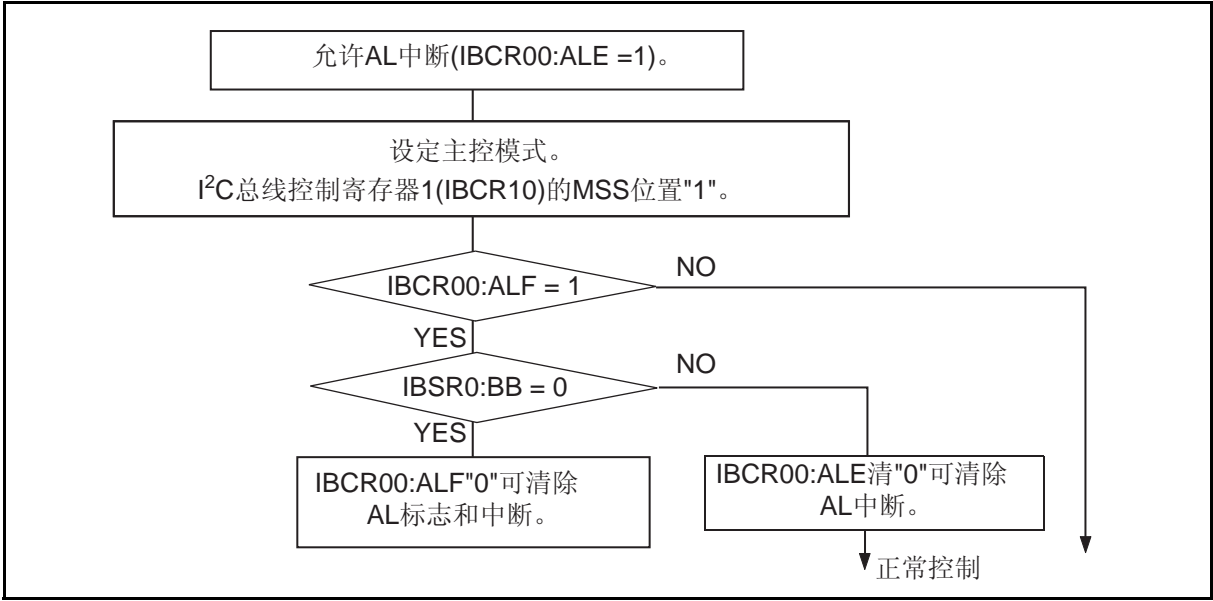 允许AL中断(IBCR00:ALE =1)。
设定主控模式。
I²C总线控制寄存器1(IBCR10)的MSS位置"1"。
IBCR00:ALF = 1
NO
YES
IBSR0:BB = 0
NO
YES
IBCR00:ALF"0"可清除
AL标志和中断。
IBCR00:ALE清"0"可清除
AL中断。
正常控制